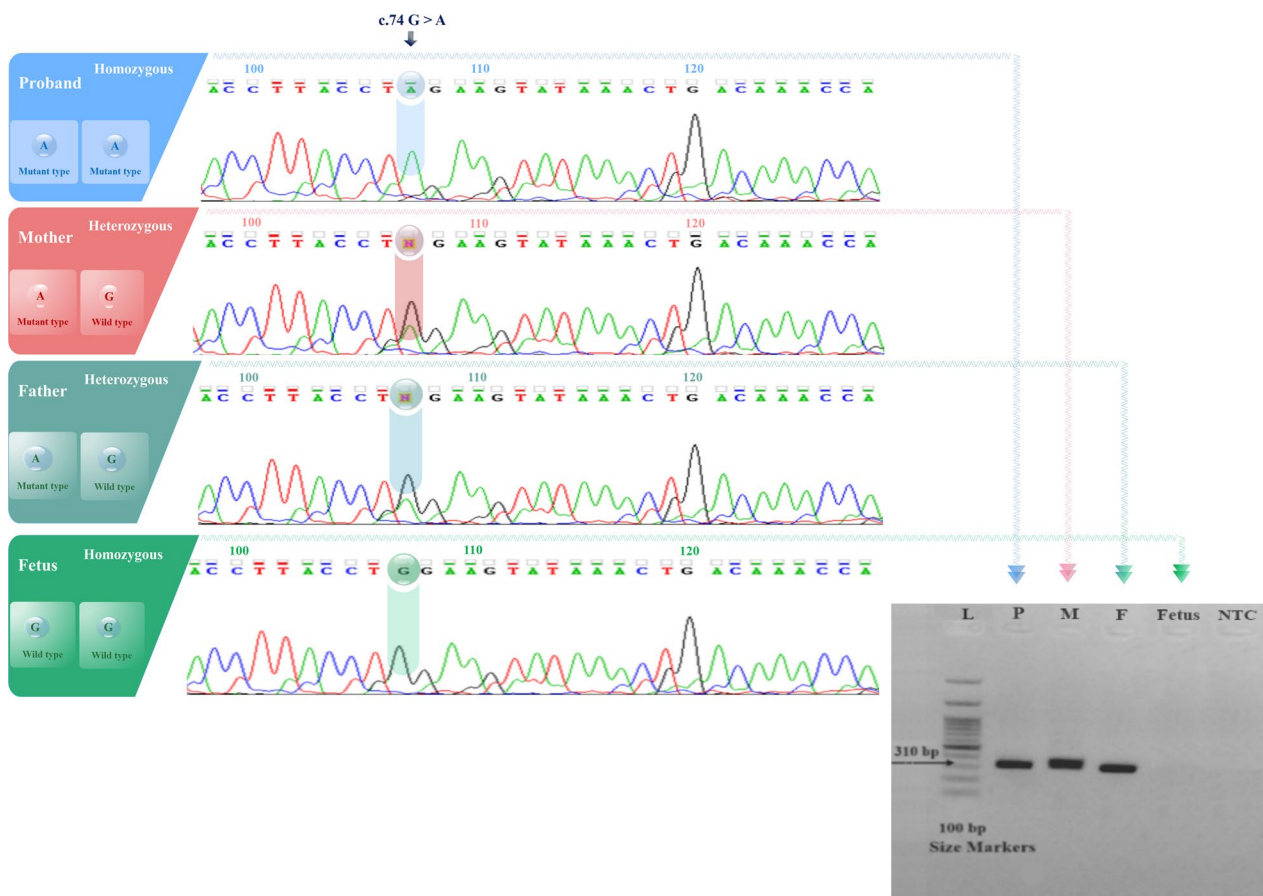 c.74 G > A
Homozygous
Proband
A A
Mutant type Mutant type
100 110 120
A C C T T A C C T A G A A G T A T A A A C T G A C A A A C C A
Heterozygous
Mother
A G
Mutant type Wild type
100 110 120
A C C T T A C C T N G A A G T A T A A A C T G A C A A A C C A
Heterozygous
Father
A G
Mutant type Wild type
100 110 120
A C C T T A C C T N G A A G T A T A A A C T G A C A A A C C A
Homozygous
Fetus
G G
Wild type Wild type
100 110 120
A C C T T A C C T G G A A G T A T A A A C T G A C A A A C C A
L P M F Fetus NTC
310 bp
100 bp
Size Markers